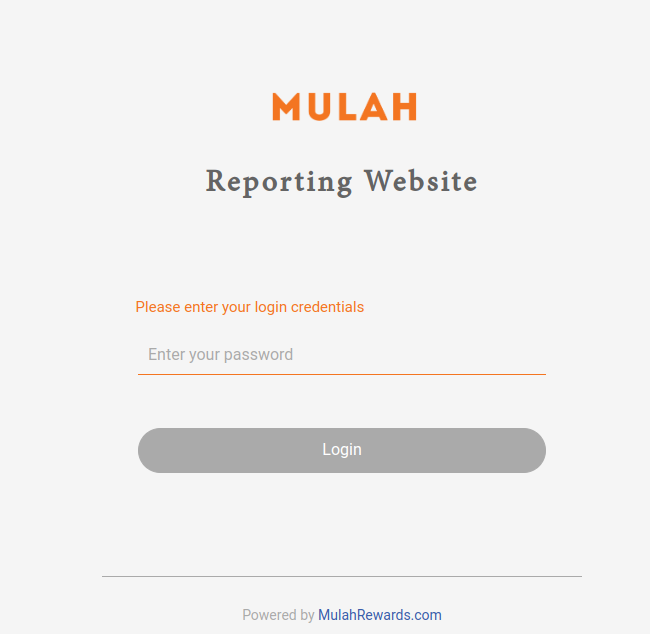 MULAH
Reporting Website
Please enter your login credentials
Enter your password
Login
Powered by MulahRewards.com